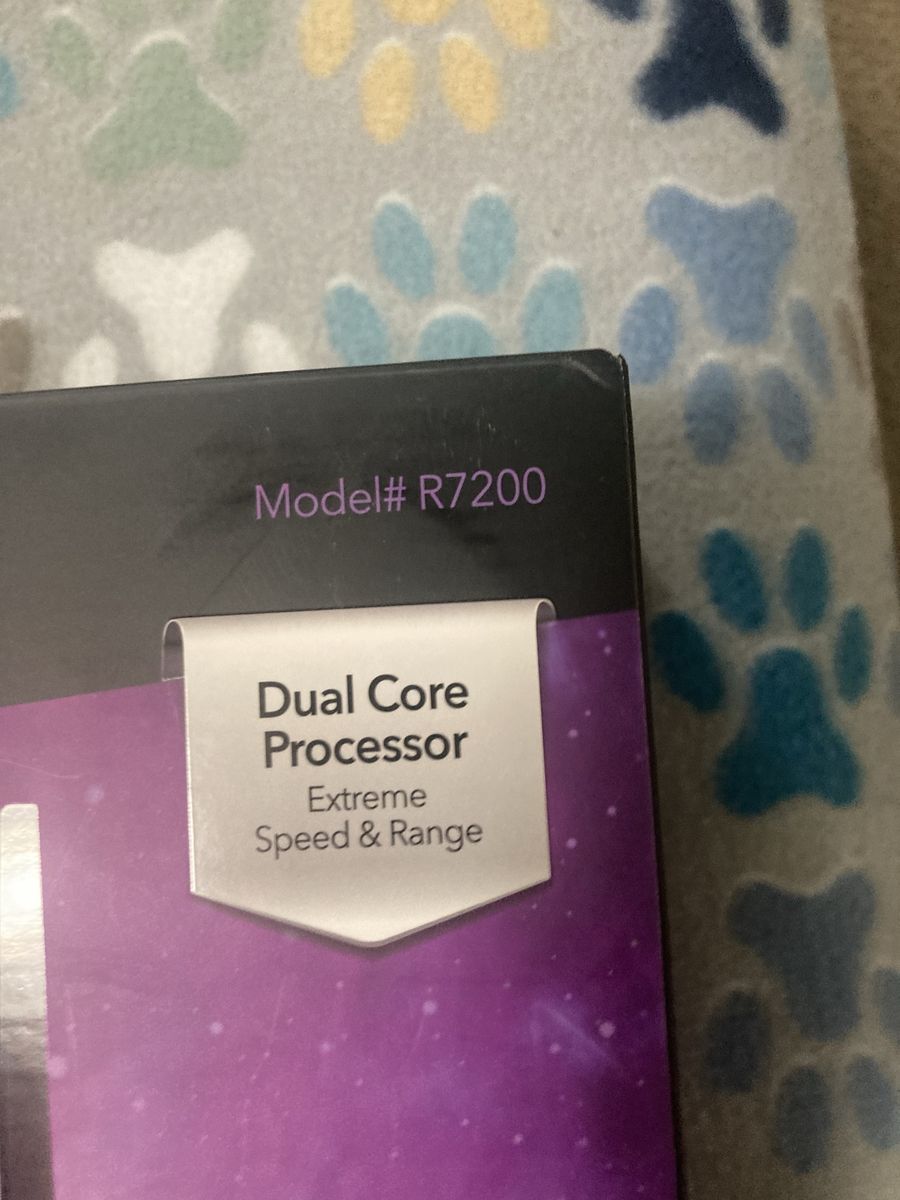 Model# R7200
Dual Core
Processor
Extreme
Speed & Range